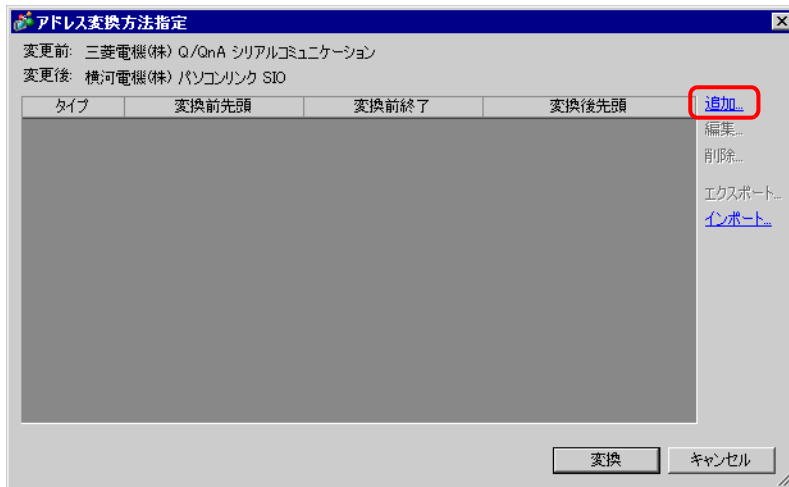 アドレス変換方法指定
変更前: 三菱電機(株) Q/QnA シリアルコミュニケーション
変更後: 横河電機(株) パソコンリンク SIO
タイプ 変換前先頭 変換前終了 変換後先頭
追加...
編集...
削除...
エクスポート...
インポート...
変換 キャンセル